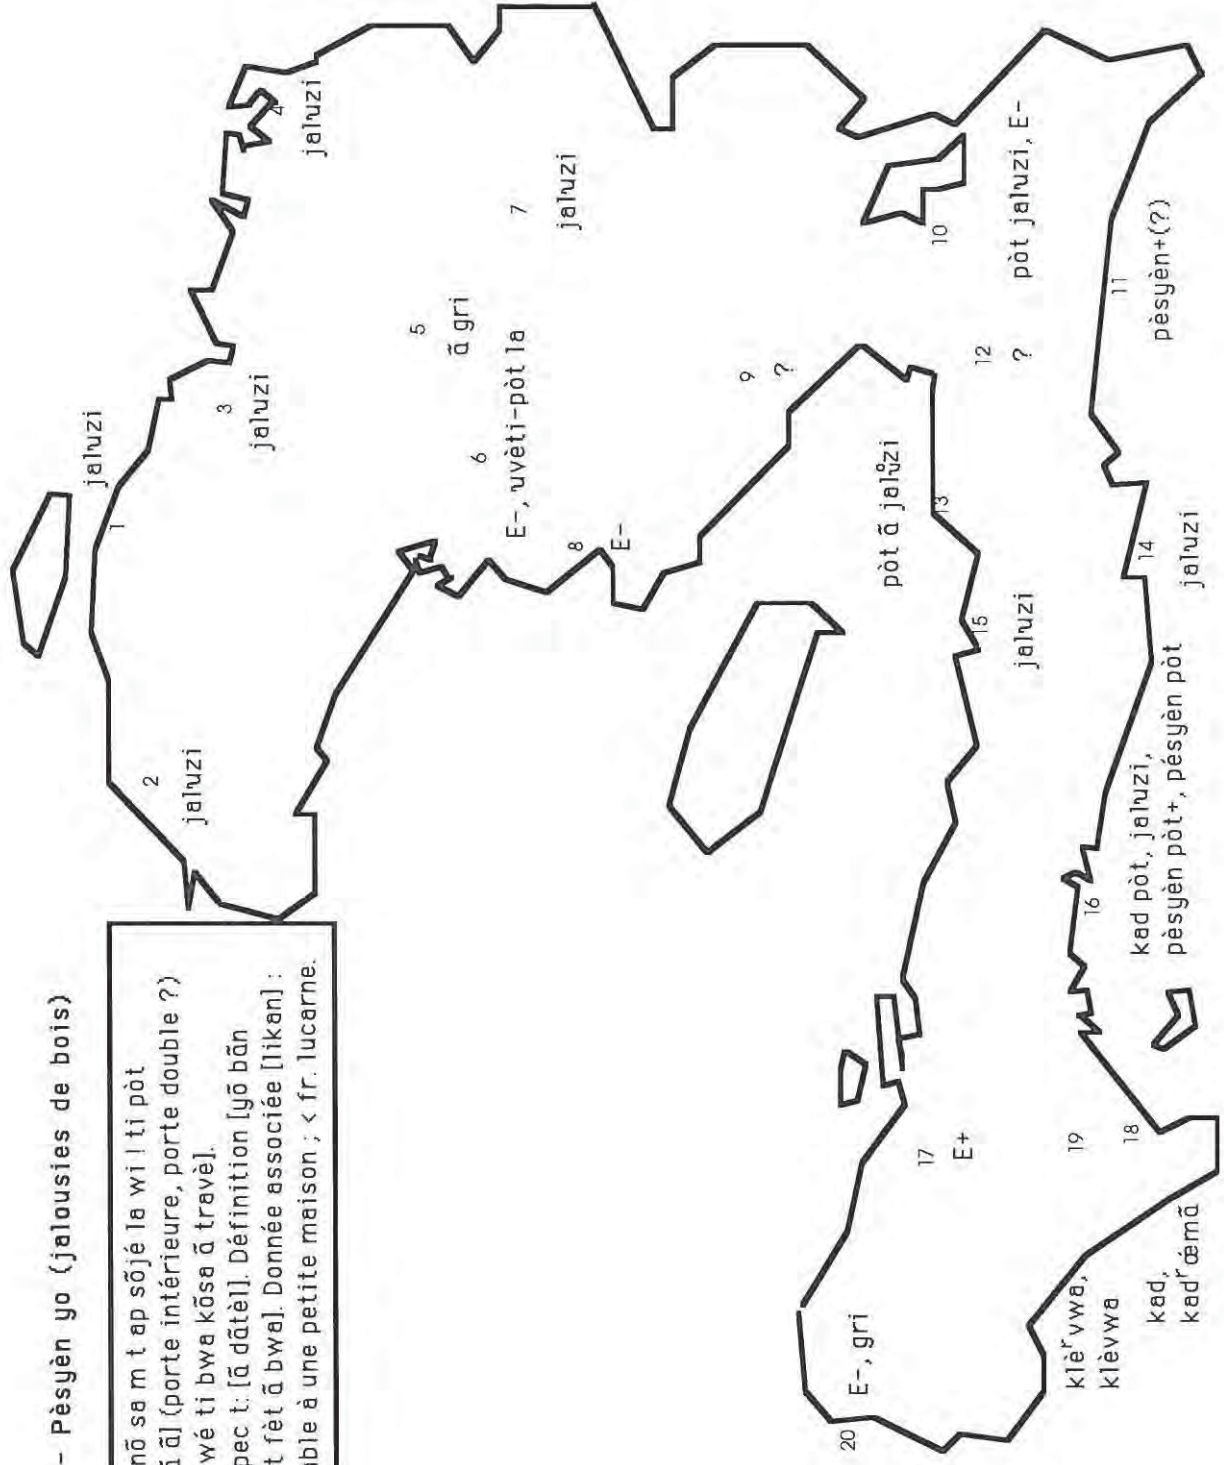 - Pèsyèn yo (jalousies de bois)
nõ sa m t ap sõjé la wi ! ti pòt
ã ãl] (porte intérieure, porte double ?)
wé ti bwa kõsa ã travè].
pec t: [ã dãtèl]. Définition [yõ bãn
t fèt ã bwa]. Donnée associée [likan] :
able à une petite maison ; < fr. lucarne.
1
jaluzi
2
jaluzi
3
jaluzi
4
jaluzi
5
ã gri
6
E-, uvèti-pòt la
7
jaluzi
8
E-
9
?
10
pòt jaluzi, E-
11
pèsyèn+(?)
12
?
13
pòt ã jalůzi
14
jaluzi
15
jaluzi
16
kad pòt, jaluzi,
pèsyèn pòt+, pésyèn pòt
17
E+
18
kad,
kadʳòemã
19
klèʳvwa,
klèvwa
20
E-, gri